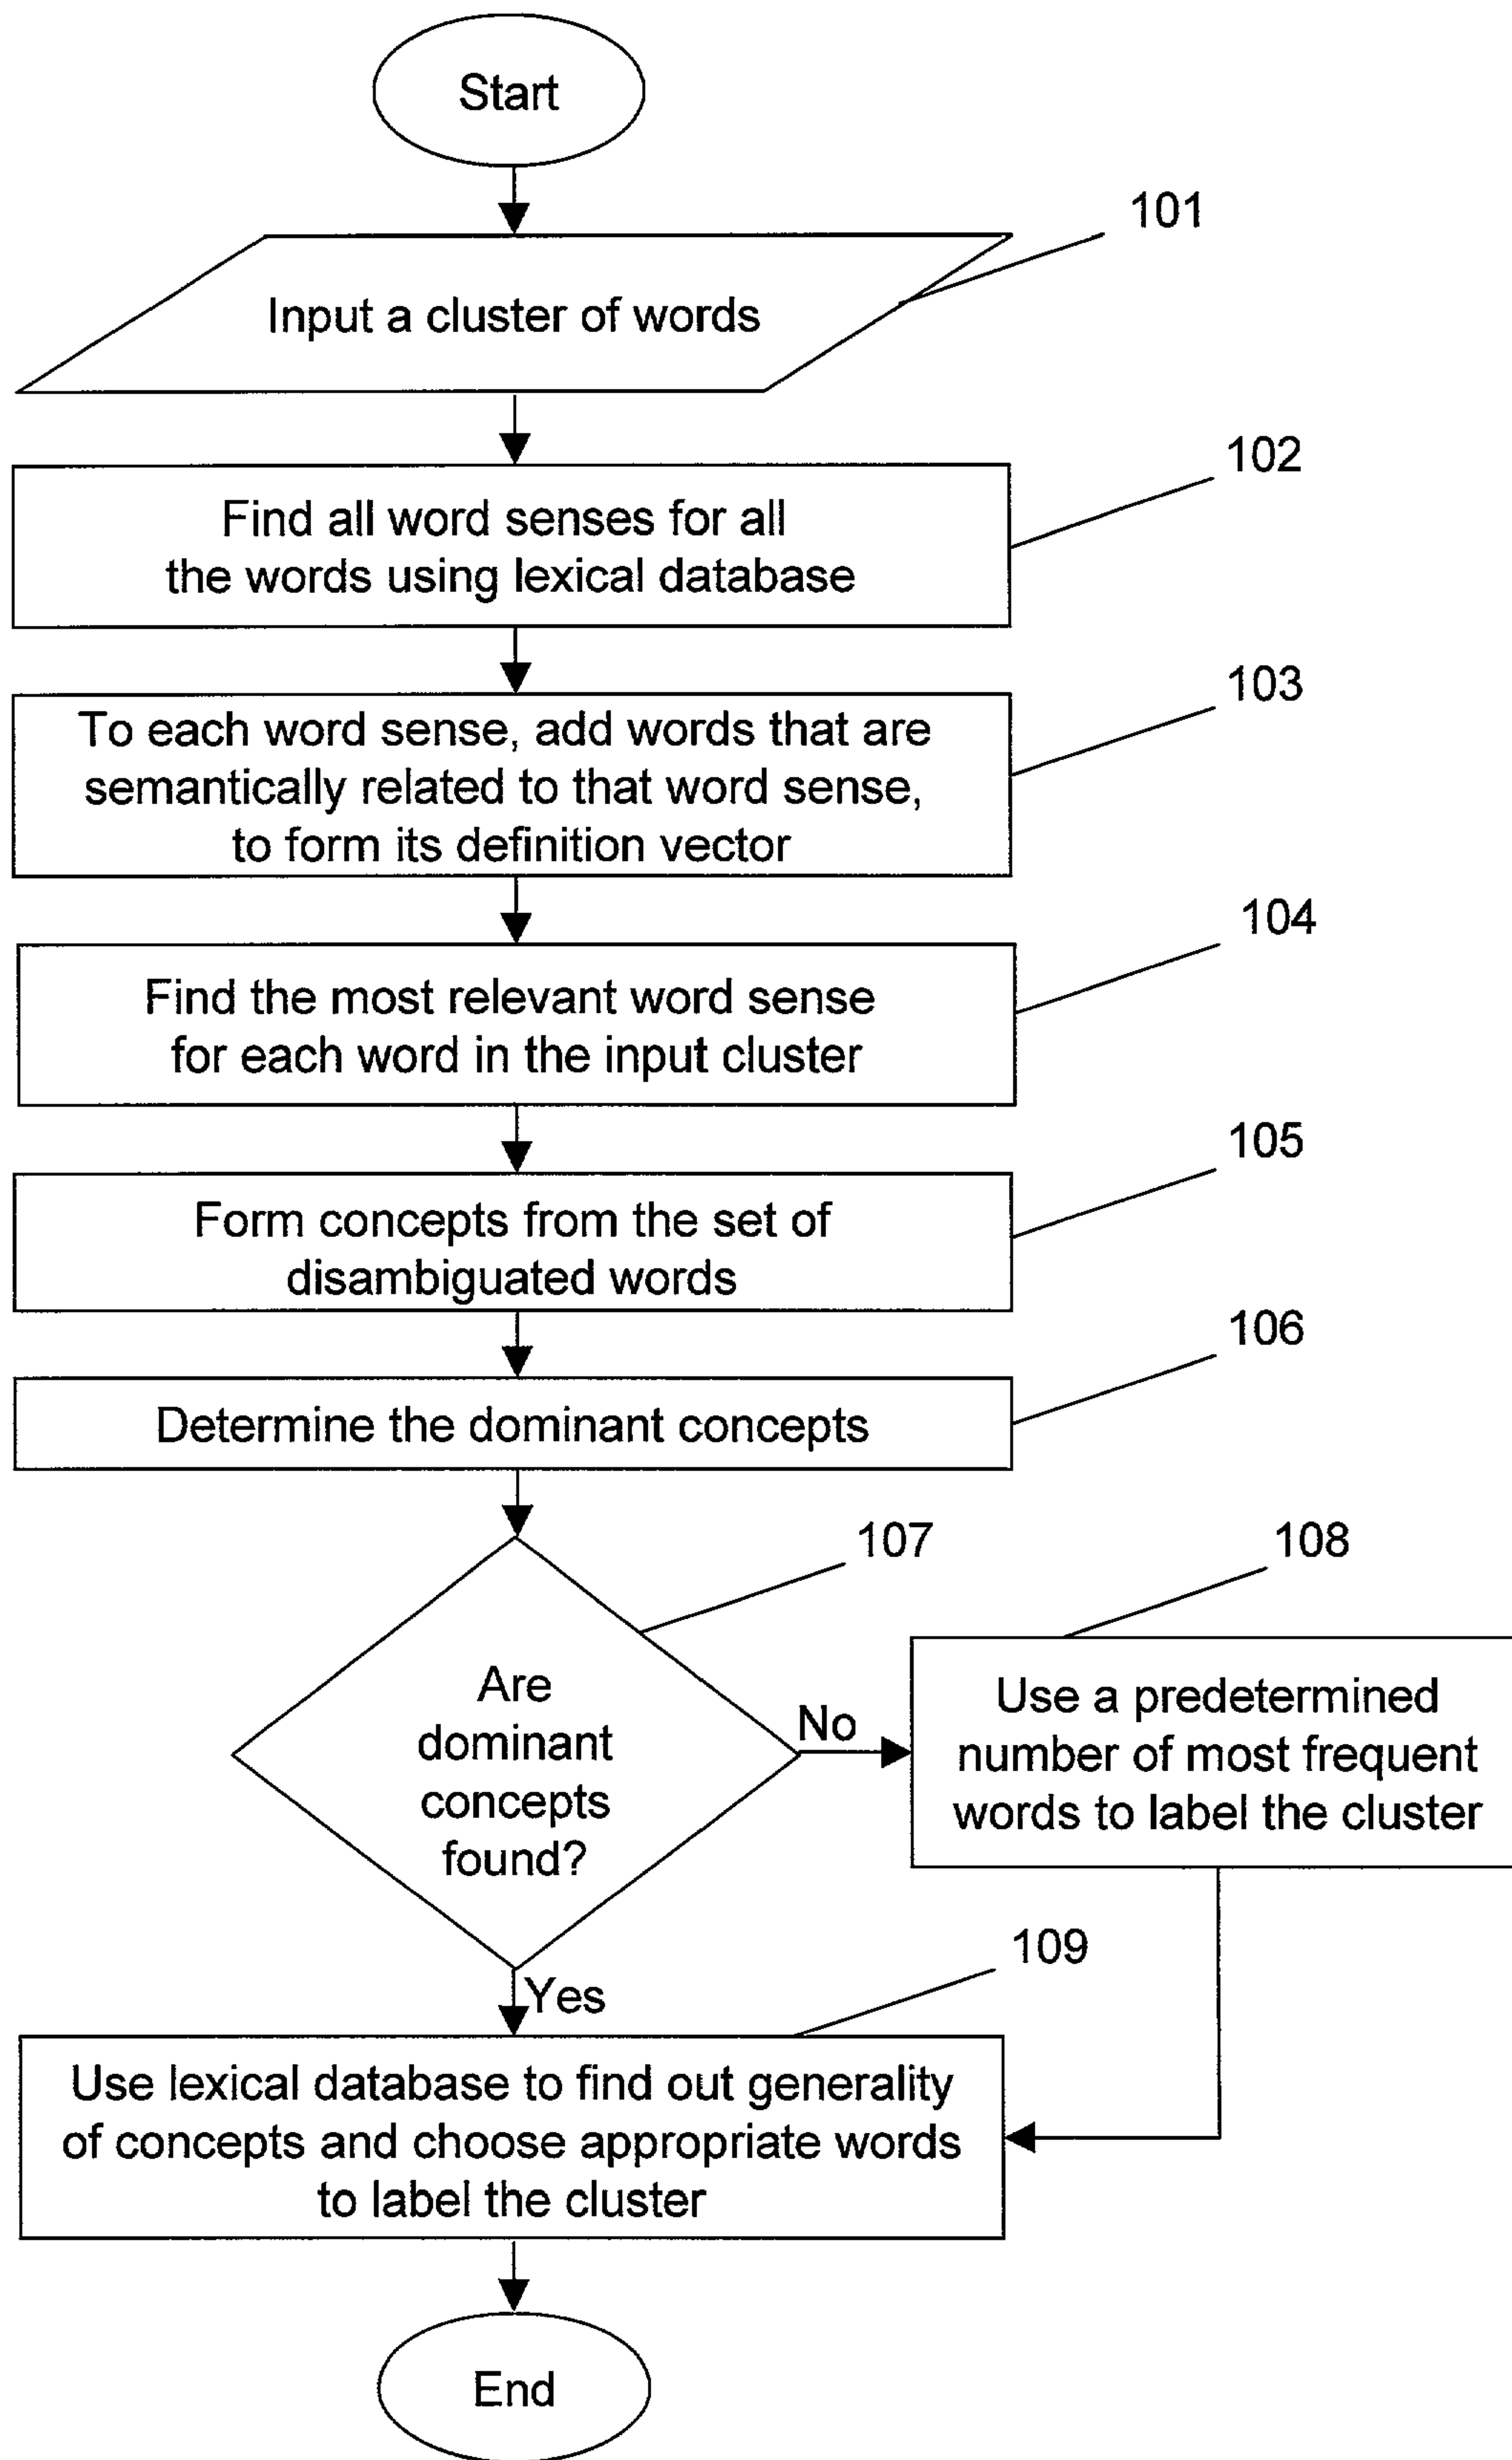 Start
101
Input a cluster of words
102
Find all word senses for all
the words using lexical database
103
To each word sense, add words that are
semantically related to that word sense,
to form its definition vector
104
Find the most relevant word sense
for each word in the input cluster
105
Form concepts from the set of
disambiguated words
106
Determine the dominant concepts
107
Are
dominant
concepts
found?
No
108
Use a predetermined
number of most frequent
words to label the cluster
Yes
109
Use lexical database to find out generality
of concepts and choose appropriate words
to label the cluster
End